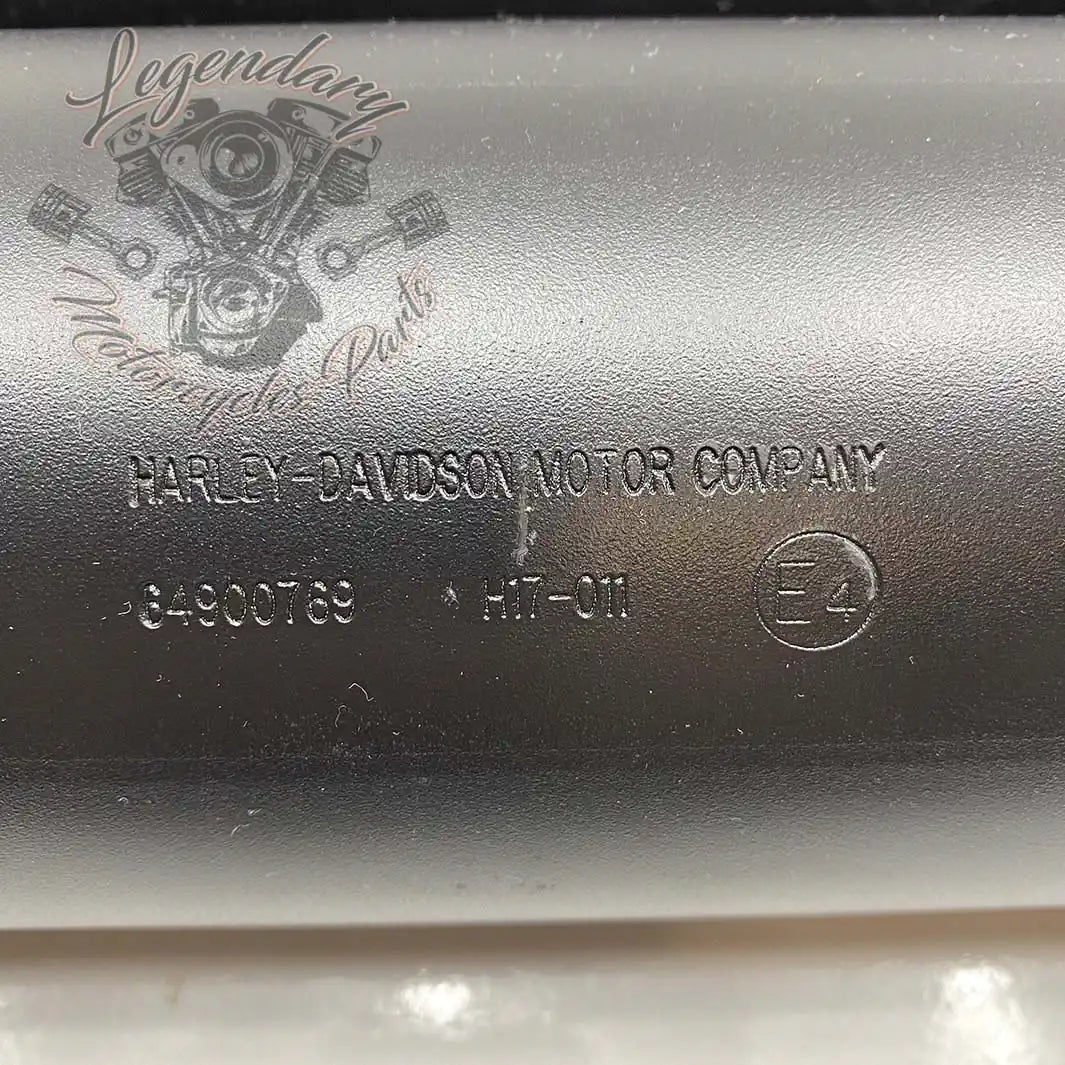 Legendary
Motorcycles Parts
HARLEY-DAVIDSON MOTOR COMPANY
64900769 * H17-011 E4